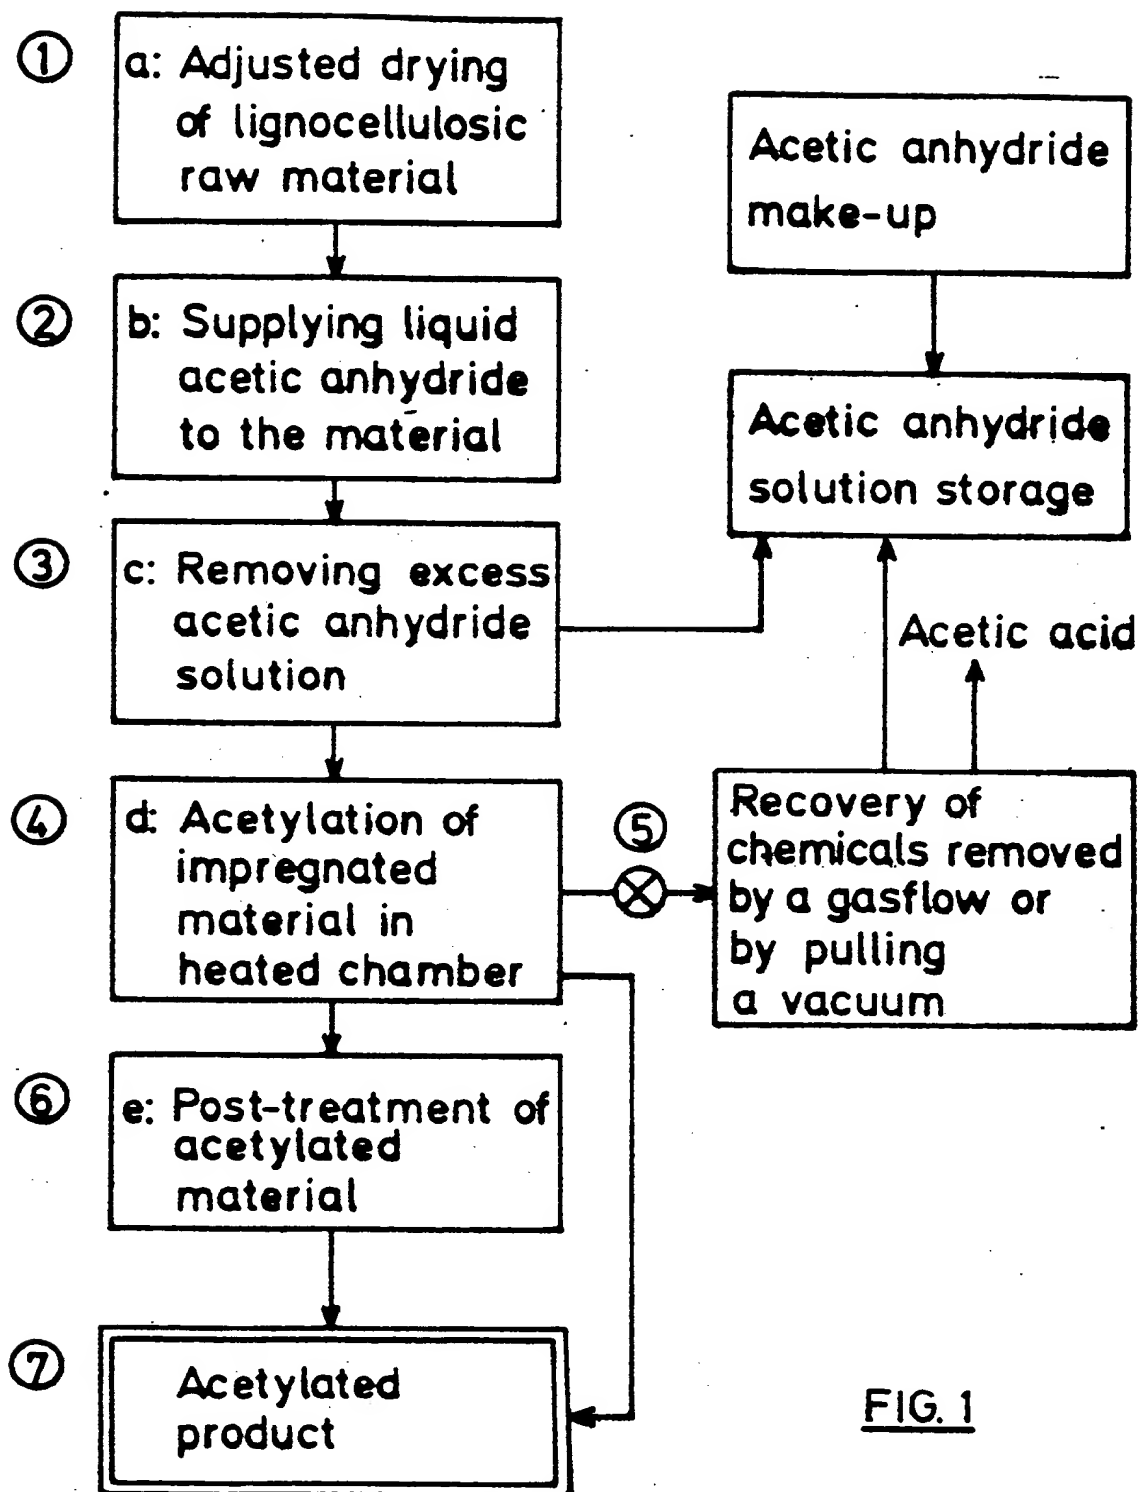 ①
a: Adjusted drying
of lignocellulosic
raw material
②
b: Supplying liquid
acetic anhydride
to the material
③
c: Removing excess
acetic anhydride
solution
④
d: Acetylation of
impregnated
material in
heated chamber
⑥
e: Post-treatment of
acetylated
material
⑦
Acetylated
product
Acetic anhydride
make-up
Acetic anhydride
solution storage
Acetic acid
⑤
Recovery of
chemicals removed
by a gasflow or
by pulling
a vacuum
FIG. 1